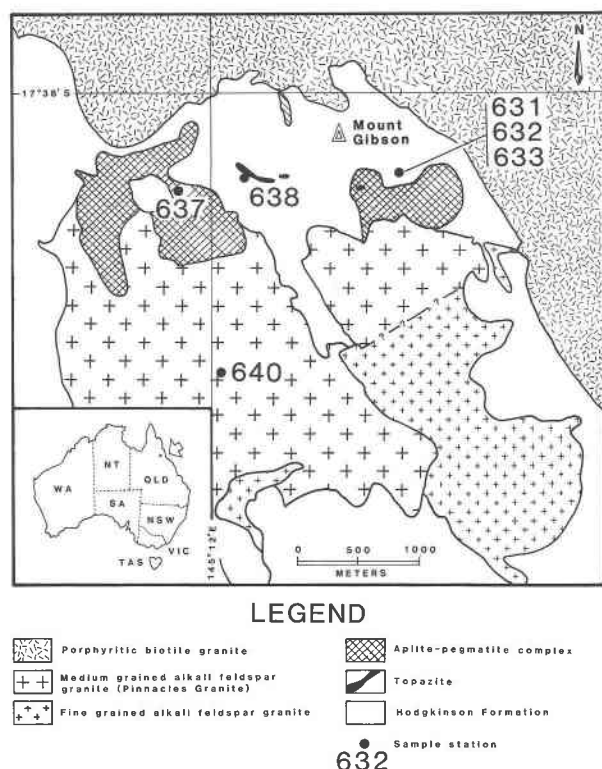 N
17°38'S
631
632
633
Mount
Gibson
637
638
640
NT
WA
QLD
SA
NSW
VIC
TAS
145°12'E
0 500 1000
METERS
LEGEND
Porphyritic biotile granite
Medium grained alkali feldspar
granite (Pinnacles Granite)
Fine grained alkali feldspar granite
Aplite-pegmatite complex
Topazite
Hodgkinson Formation
Sample station
632